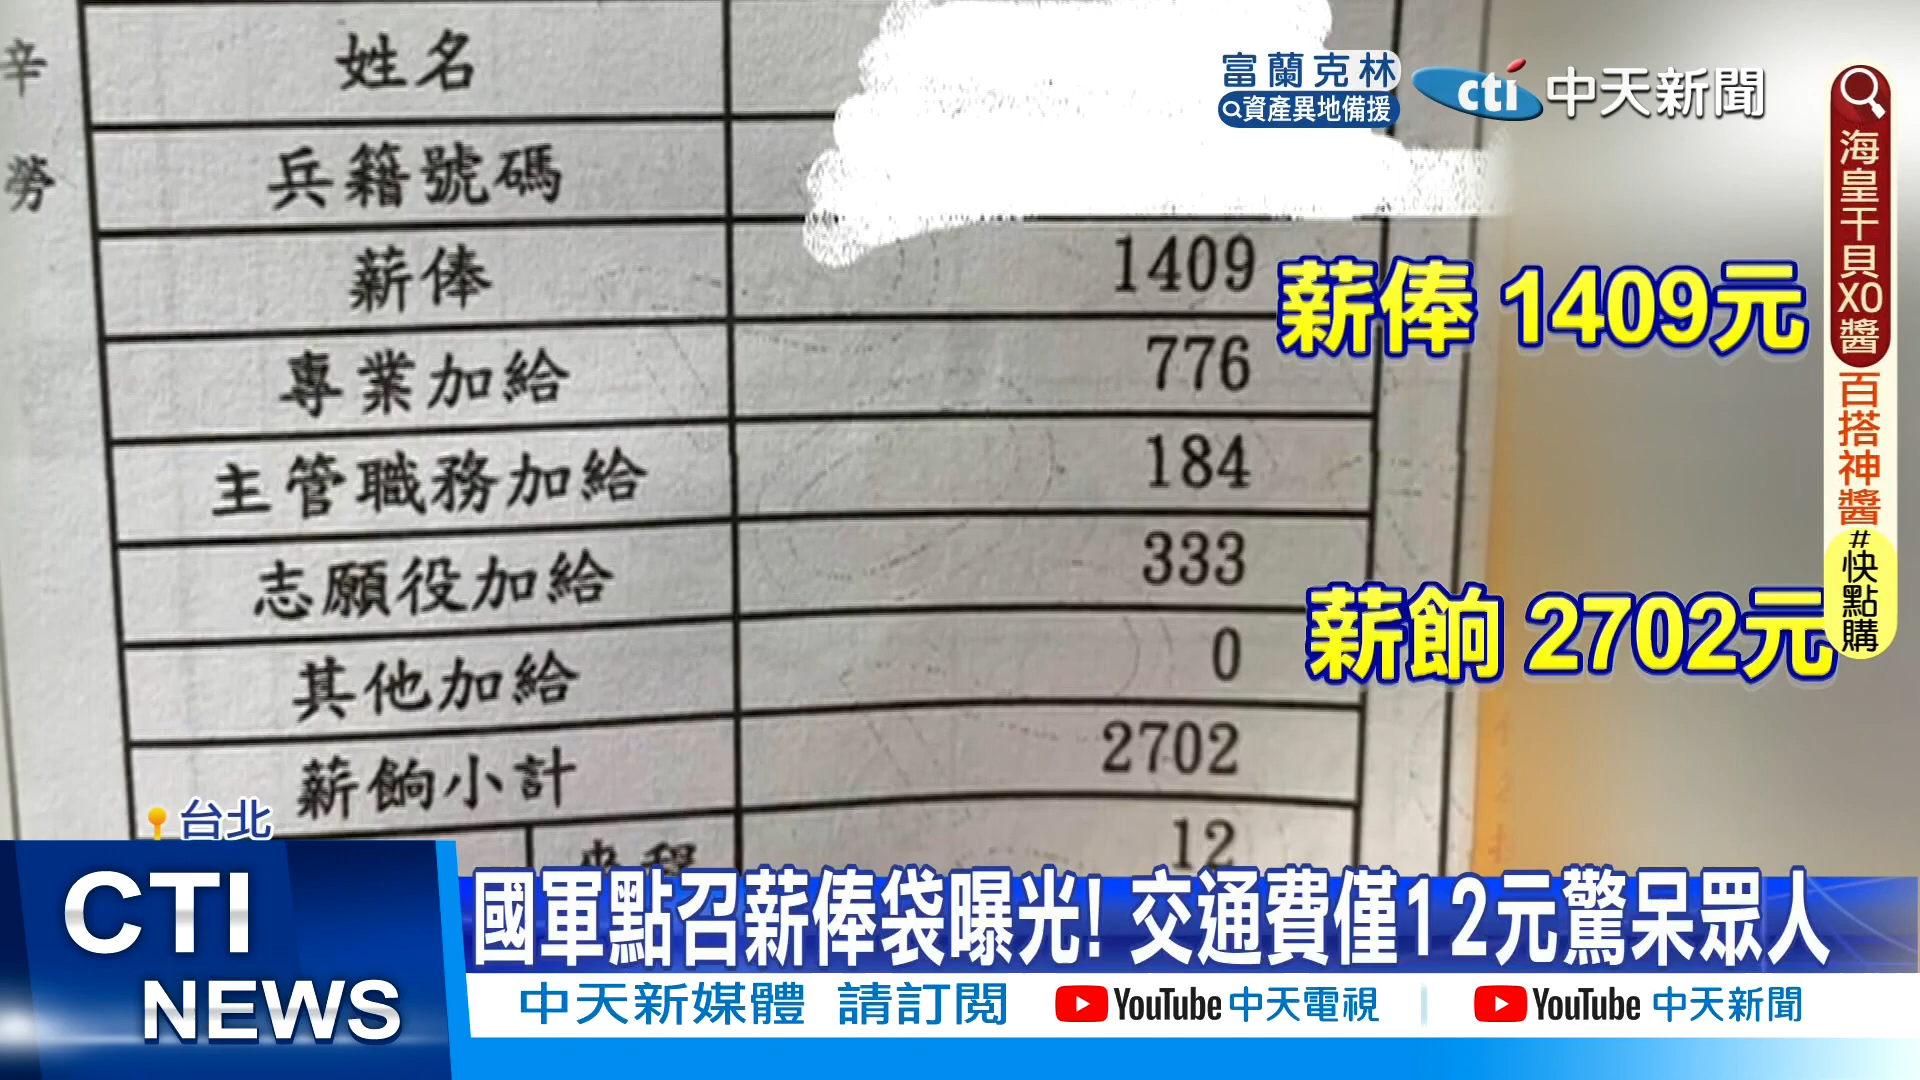 辛
勞
姓名
兵籍號碼
薪俸 1409
專業加給 776
主管職務加給 184
志願役加給 333
其他加給 0
薪餉小計 2702
12
富蘭克林
資產異地備援
cti 中天新聞
薪俸 1409元
薪餉 2702元
海皇干貝XO醬
百搭神醬
#快點購
台北
CTI
NEWS
國軍點召薪俸袋曝光! 交通費僅12元驚呆眾人
中天新媒體 請訂閱 YouTube 中天電視 | YouTube 中天新聞